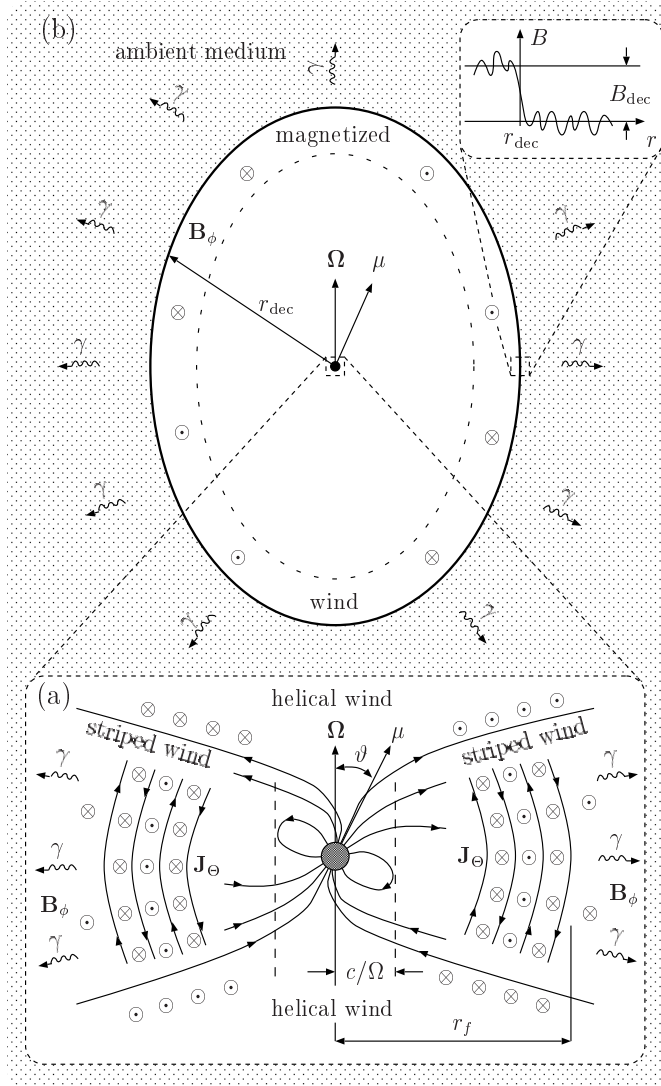 (b)
ambient medium
B
B_dec
r_dec
r
γ
γ
γ
magnetized
B_ϕ
γ
Ω
μ
r_dec
γ
γ
γ
γ
wind
γ
γ
(a)
helical wind
striped wind
Ω
ϑ
μ
striped wind
γ
γ
J_Θ
J_Θ
γ
γ
B_ϕ
B_ϕ
γ
γ
c/Ω
helical wind
r_f